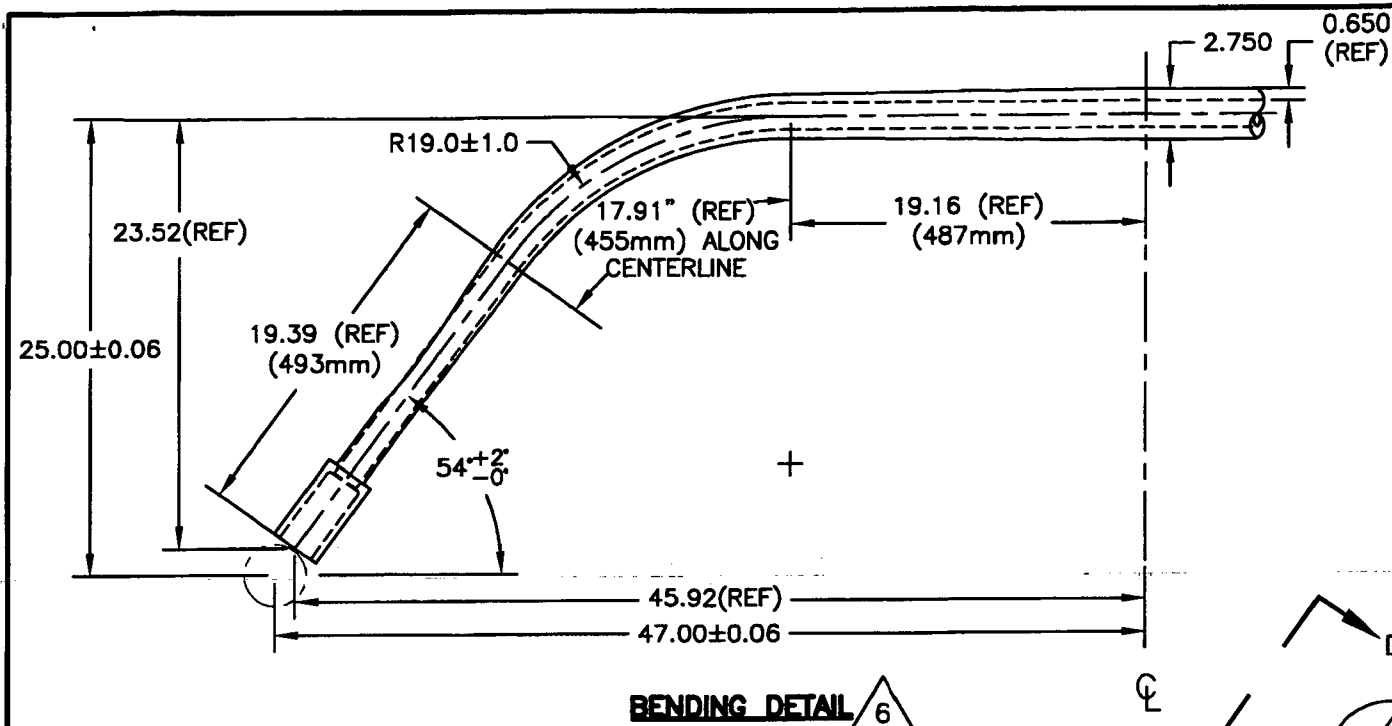 0.650
(REF)
2.750
R19.0±1.0
23.52(REF)
17.91" (REF)
(455mm) ALONG
CENTERLINE
19.16 (REF)
(487mm)
19.39 (REF)
(493mm)
25.00±0.06
54°+2°
-0°
45.92(REF)
47.00±0.06
D
BENDING DETAIL 6
℄